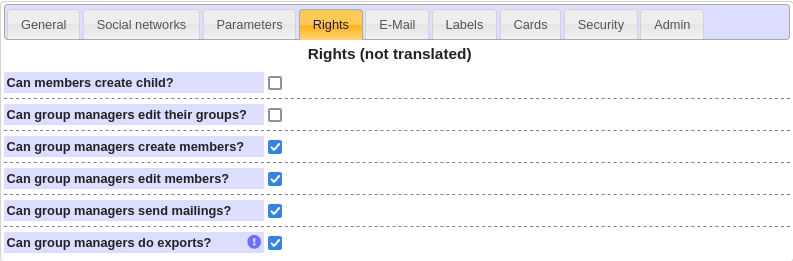 General Social networks Parameters Rights E-Mail Labels Cards Security Admin
Rights (not translated)
Can members create child?
Can group managers edit their groups?
Can group managers create members?
Can group managers edit members?
Can group managers send mailings?
Can group managers do exports?